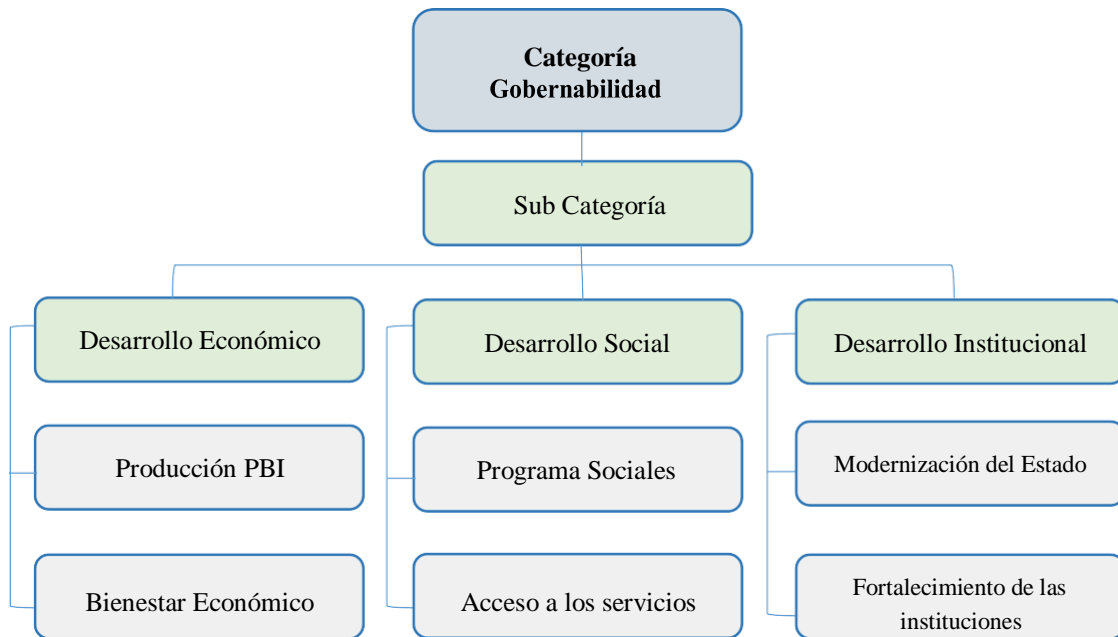 Categoría
Gobernabilidad
Sub Categoría
Desarrollo Económico
Desarrollo Social
Desarrollo Institucional
Producción PBI
Programa Sociales
Modernización del Estado
Bienestar Económico
Acceso a los servicios
Fortalecimiento de las
instituciones